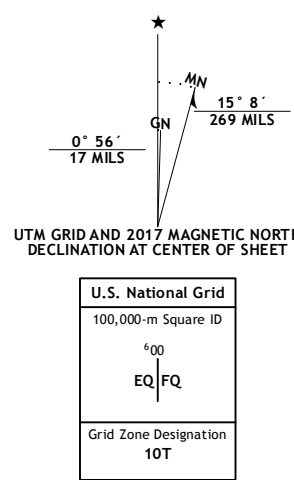 ★
MN
GN
15° 8´
269 MILS
0° 56´
17 MILS
UTM GRID AND 2017 MAGNETIC NORTH
DECLINATION AT CENTER OF SHEET
U.S. National Grid
100,000-m Square ID
⁶00
EQ FQ
Grid Zone Designation
10T